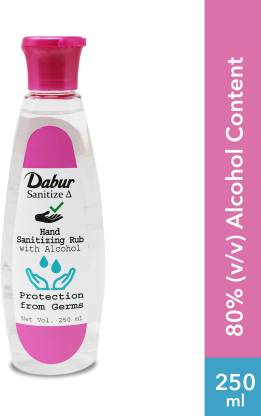 Dabur
Sanitize Δ
Hand
Sanitizing Rub
with Alcohol
Protection
from Germs
Net Vol. 250 ml
80% (v/v) Alcohol Content
250
ml